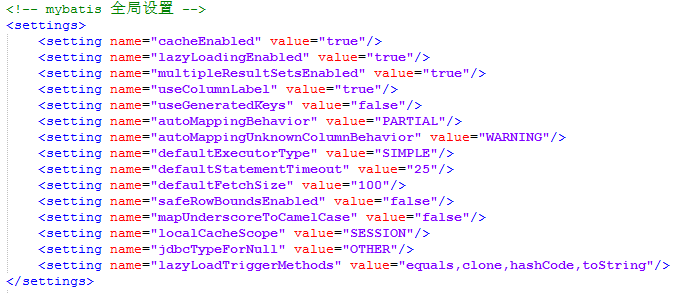 <!-- mybatis 全局设置 -->
<settings>
<setting name="cacheEnabled" value="true"/>
<setting name="lazyLoadingEnabled" value="true"/>
<setting name="multipleResultSetsEnabled" value="true"/>
<setting name="useColumnLabel" value="true"/>
<setting name="useGeneratedKeys" value="false"/>
<setting name="autoMappingBehavior" value="PARTIAL"/>
<setting name="autoMappingUnknownColumnBehavior" value="WARNING"/>
<setting name="defaultExecutorType" value="SIMPLE"/>
<setting name="defaultStatementTimeout" value="25"/>
<setting name="defaultFetchSize" value="100"/>
<setting name="safeRowBoundsEnabled" value="false"/>
<setting name="mapUnderscoreToCamelCase" value="false"/>
<setting name="localCacheScope" value="SESSION"/>
<setting name="jdbcTypeForNull" value="OTHER"/>
<setting name="lazyLoadTriggerMethods" value="equals,clone,hashCode,toString"/>
</settings>